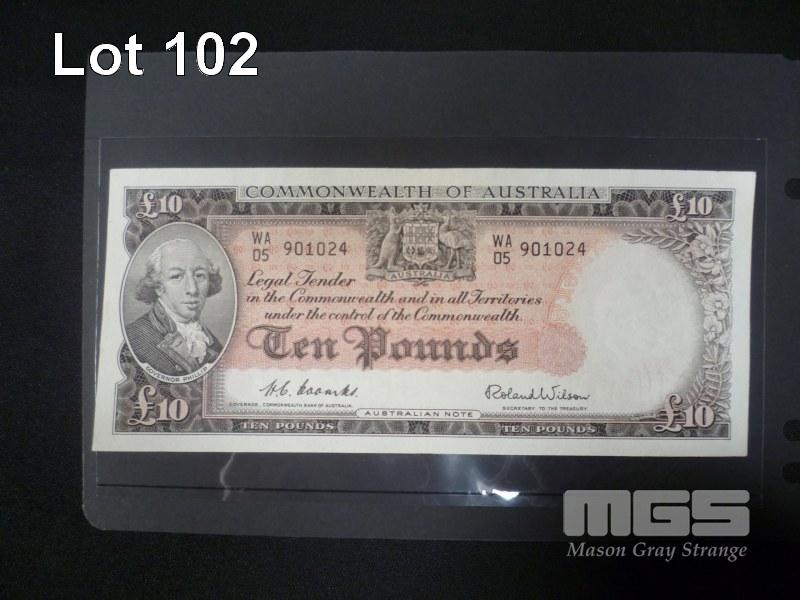 Lot 102
COMMONWEALTH OF AUSTRALIA
£10 £10
WA 05 901024 WA 05 901024
AUSTRALIA
Legal Tender
in the Commonwealth and in all Territories
under the control of the Commonwealth.
Ten Pounds
GOVERNOR PHILLIP
H.C. Coombs. Roland Wilson
GOVERNOR, COMMONWEALTH BANK OF AUSTRALIA. SECRETARY TO THE TREASURY
£10 AUSTRALIAN NOTE £10
TEN POUNDS TEN POUNDS
MGS
Mason Gray Strange